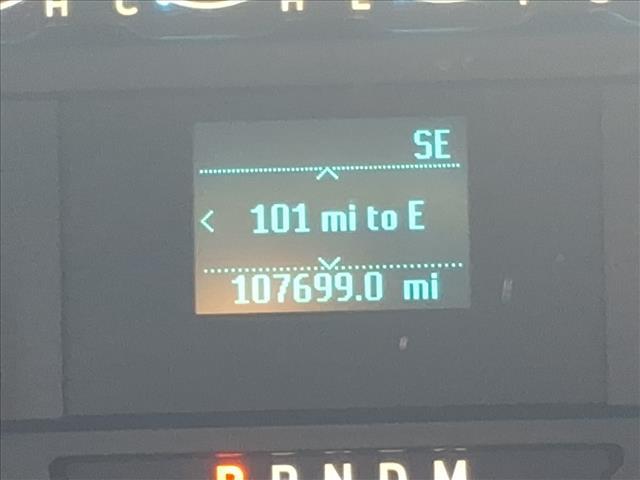 H C H E
SE
101 mi to E
107699.0 mi
P R N D M